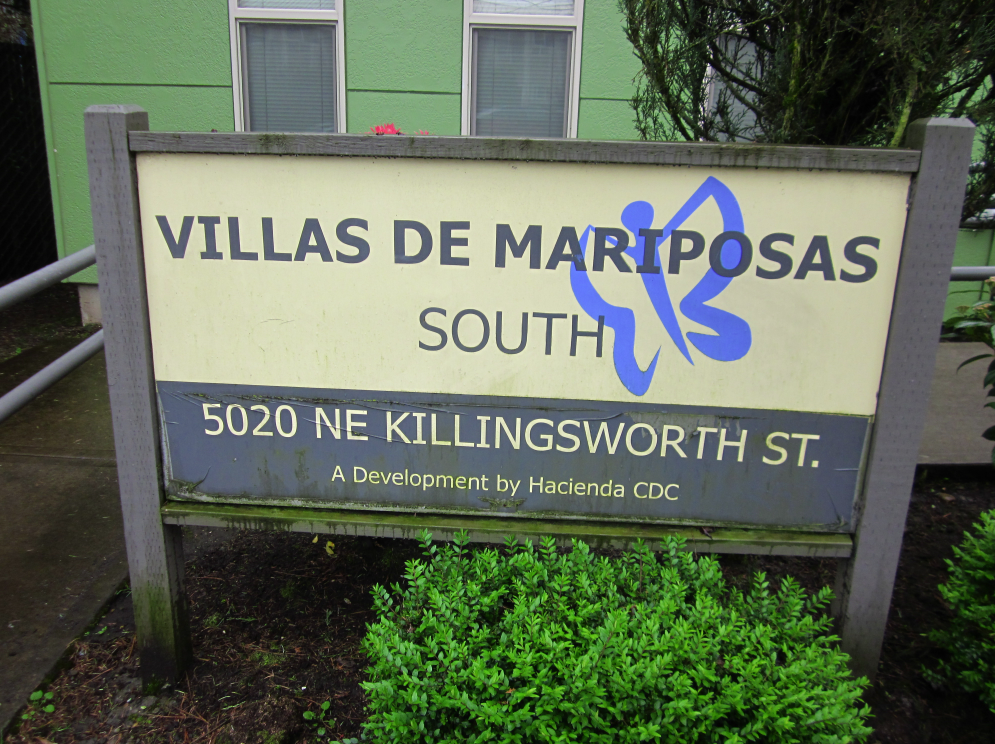 VILLAS DE MARIPOSAS
SOUTH
5020 NE KILLINGSWORTH ST.
A Development by Hacienda CDC